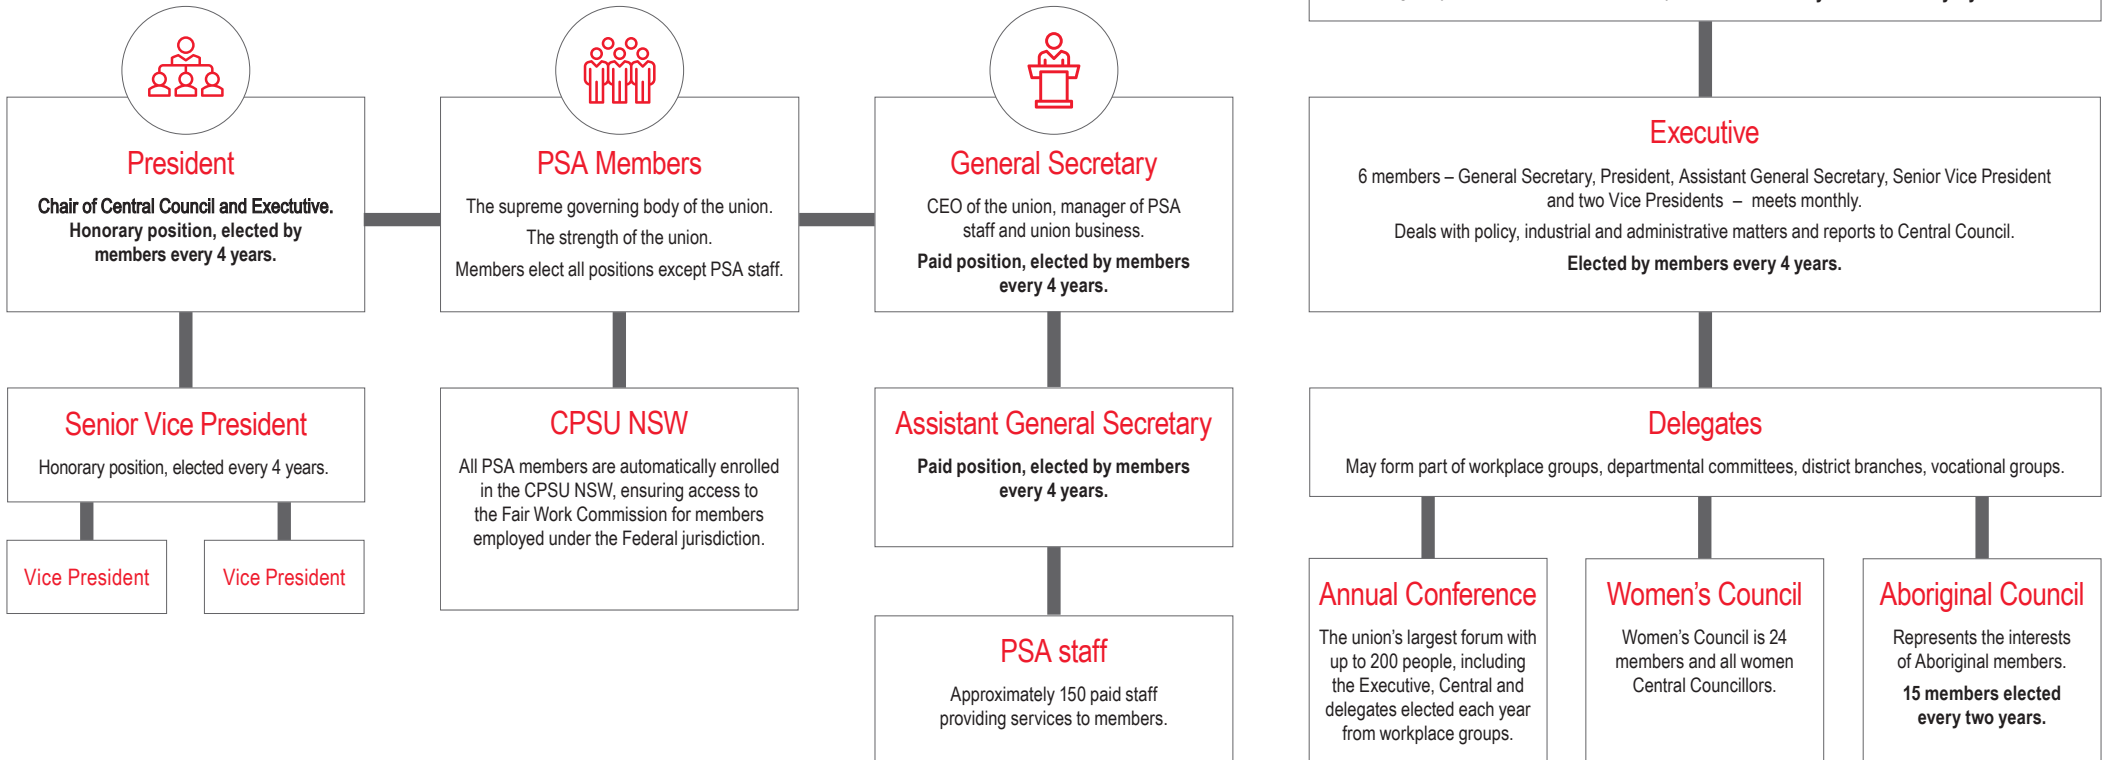 President
Chair of Central Council and Exectutive.
Honorary position, elected by
members every 4 years.
PSA Members
The supreme governing body of the union.
The strength of the union.
Members elect all positions except PSA staff.
General Secretary
CEO of the union, manager of PSA
staff and union business.
Paid position, elected by members
every 4 years.
Senior Vice President
Honorary position, elected every 4 years.
Vice President
Vice President
CPSU NSW
All PSA members are automatically enrolled
in the CPSU NSW, ensuring access to
the Fair Work Commission for members
employed under the Federal jurisdiction.
Assistant General Secretary
Paid position, elected by members
every 4 years.
PSA staff
Approximately 150 paid staff
providing services to members.
Executive
6 members – General Secretary, President, Assistant General Secretary, Senior Vice President
and two Vice Presidents – meets monthly.
Deals with policy, industrial and administrative matters and reports to Central Council.
Elected by members every 4 years.
Delegates
May form part of workplace groups, departmental committees, district branches, vocational groups.
Annual Conference
The union's largest forum with
up to 200 people, including
the Executive, Central and
delegates elected each year
from workplace groups.
Women's Council
Women's Council is 24
members and all women
Central Councillors.
Aboriginal Council
Represents the interests
of Aboriginal members.
15 members elected
every two years.